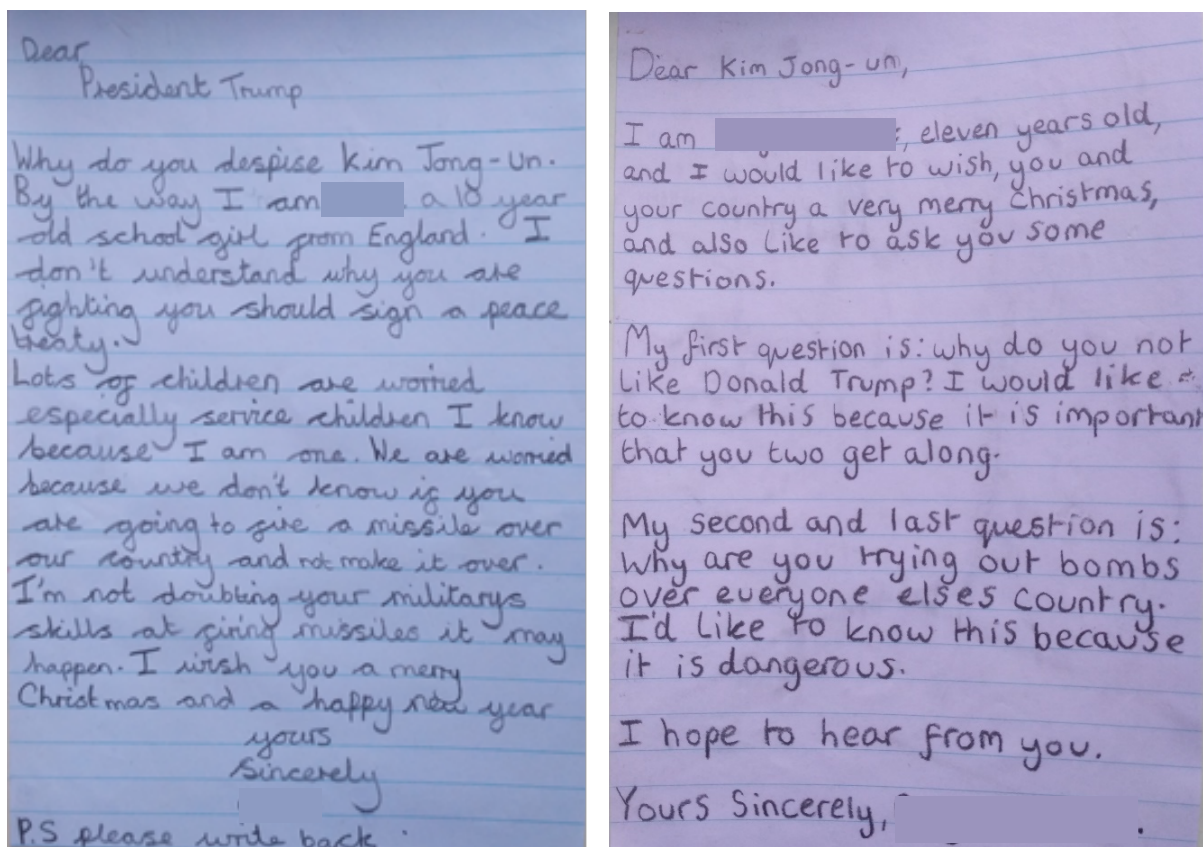 Dear
President Trump
Why do you despise Kim Jong-Un.
By the way I am a 10 year
old school girl from England. I
don't understand why you are
fighting you should sign a peace
treaty.
Lots of children are worried
especially service children I know
because I am one. We are worried
because we don't know if you
are going to fire a missile over
our country and not make it over.
I'm not doubting your militarys
skills at firing missiles it may
happen. I wish you a merry
Christmas and a happy new year
yours
Sincerely
P.S please write back.
Dear Kim Jong-un,
I am , eleven years old,
and I would like to wish, you and
your country a very merry Christmas,
and also like to ask you some
questions.
My first question is: why do you not
like Donald Trump? I would like
to know this because it is important
that you two get along.
My second and last question is:
Why are you trying out bombs
over everyone elses country.
I'd like to know this because
it is dangerous.
I hope to hear from you.
Yours Sincerely, .